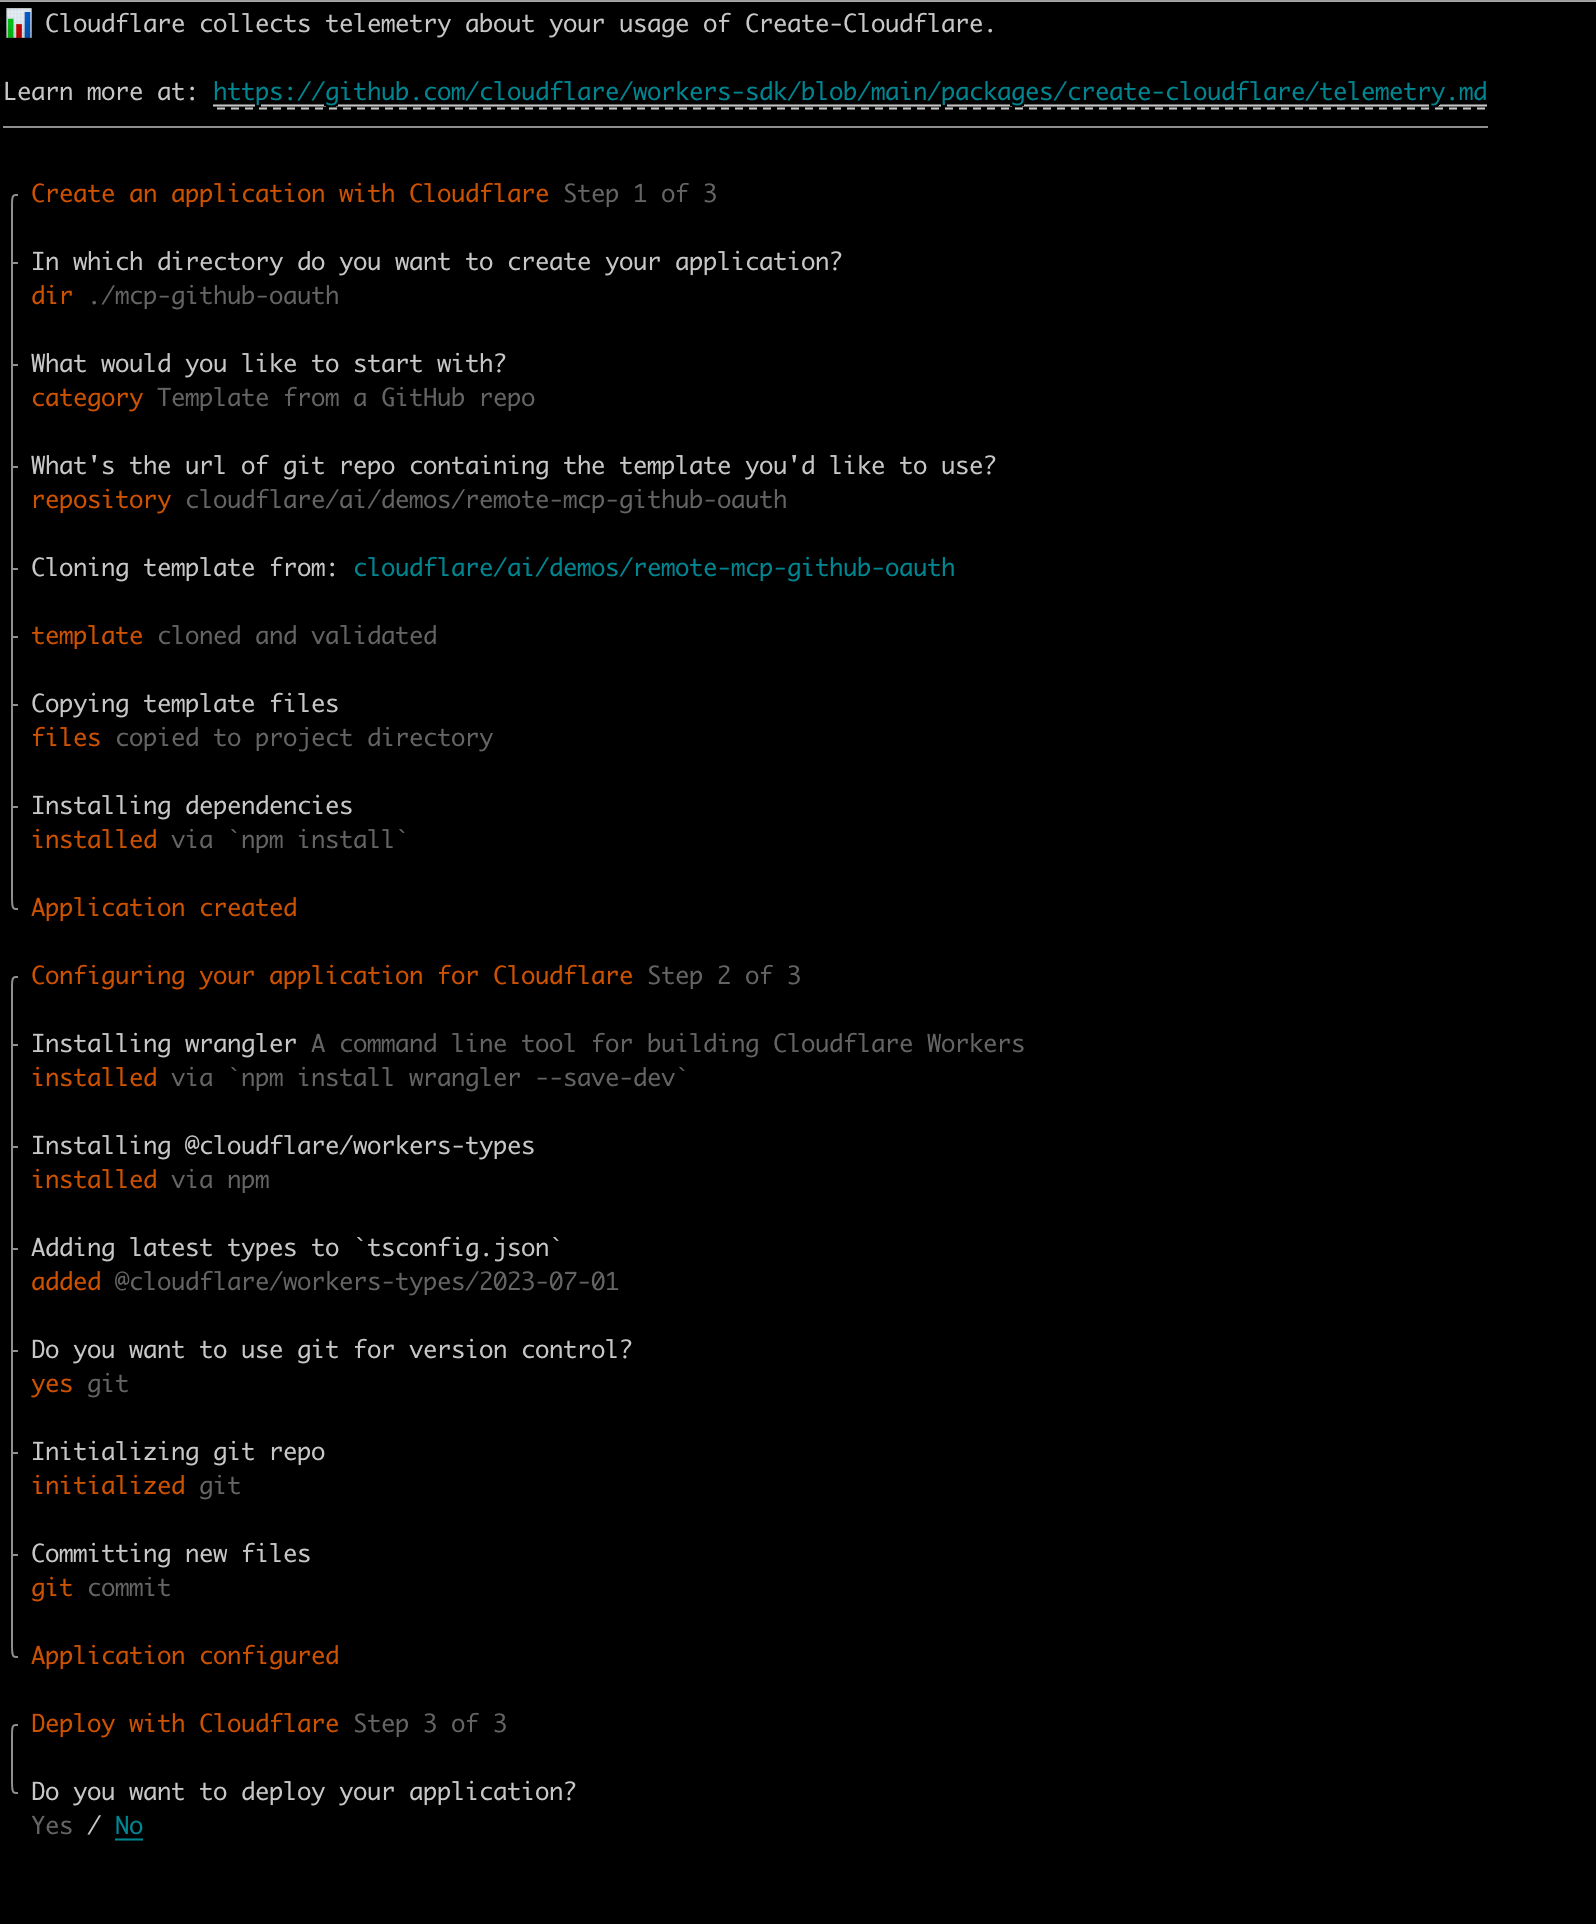 Cloudflare collects telemetry about your usage of Create-Cloudflare.
Learn more at: https://github.com/cloudflare/workers-sdk/blob/main/packages/create-cloudflare/telemetry.md
Create an application with Cloudflare Step 1 of 3
In which directory do you want to create your application?
dir ./mcp-github-oauth
What would you like to start with?
category Template from a GitHub repo
What's the url of git repo containing the template you'd like to use?
repository cloudflare/ai/demos/remote-mcp-github-oauth
Cloning template from: cloudflare/ai/demos/remote-mcp-github-oauth
template cloned and validated
Copying template files
files copied to project directory
Installing dependencies
installed via `npm install`
Application created
Configuring your application for Cloudflare Step 2 of 3
Installing wrangler A command line tool for building Cloudflare Workers
installed via `npm install wrangler --save-dev`
Installing @cloudflare/workers-types
installed via npm
Adding latest types to `tsconfig.json`
added @cloudflare/workers-types/2023-07-01
Do you want to use git for version control?
yes git
Initializing git repo
initialized git
Committing new files
git commit
Application configured
Deploy with Cloudflare Step 3 of 3
Do you want to deploy your application?
Yes / No